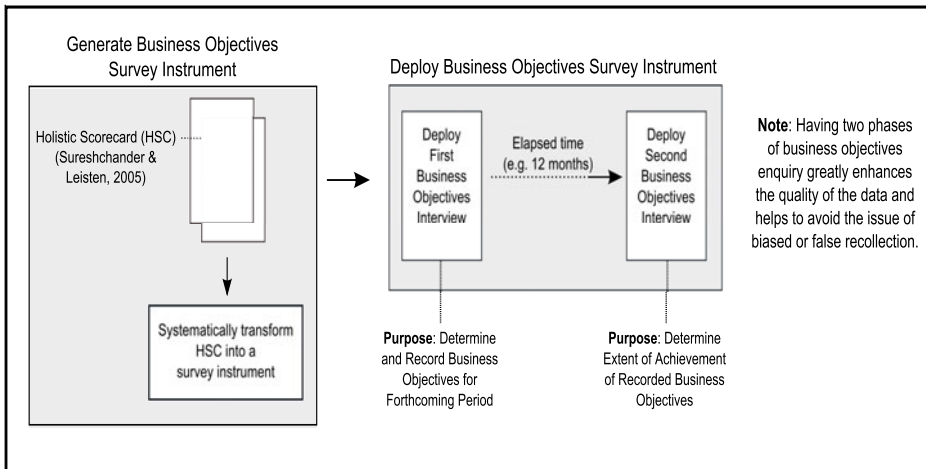 Generate Business Objectives
Survey Instrument
Holistic Scorecard (HSC)
(Sureshchander &
Leisten, 2005)
Systematically transform
HSC into a
survey instrument
Deploy Business Objectives Survey Instrument
Deploy
First
Business
Objectives
Interview
Elapsed time
(e.g. 12 months)
Deploy
Second
Business
Objectives
Interview
Purpose: Determine
and Record Business
Objectives for
Forthcoming Period
Purpose: Determine
Extent of Achievement
of Recorded Business
Objectives
Note: Having two phases
of business objectives
enquiry greatly enhances
the quality of the data and
helps to avoid the issue of
biased or false recollection.